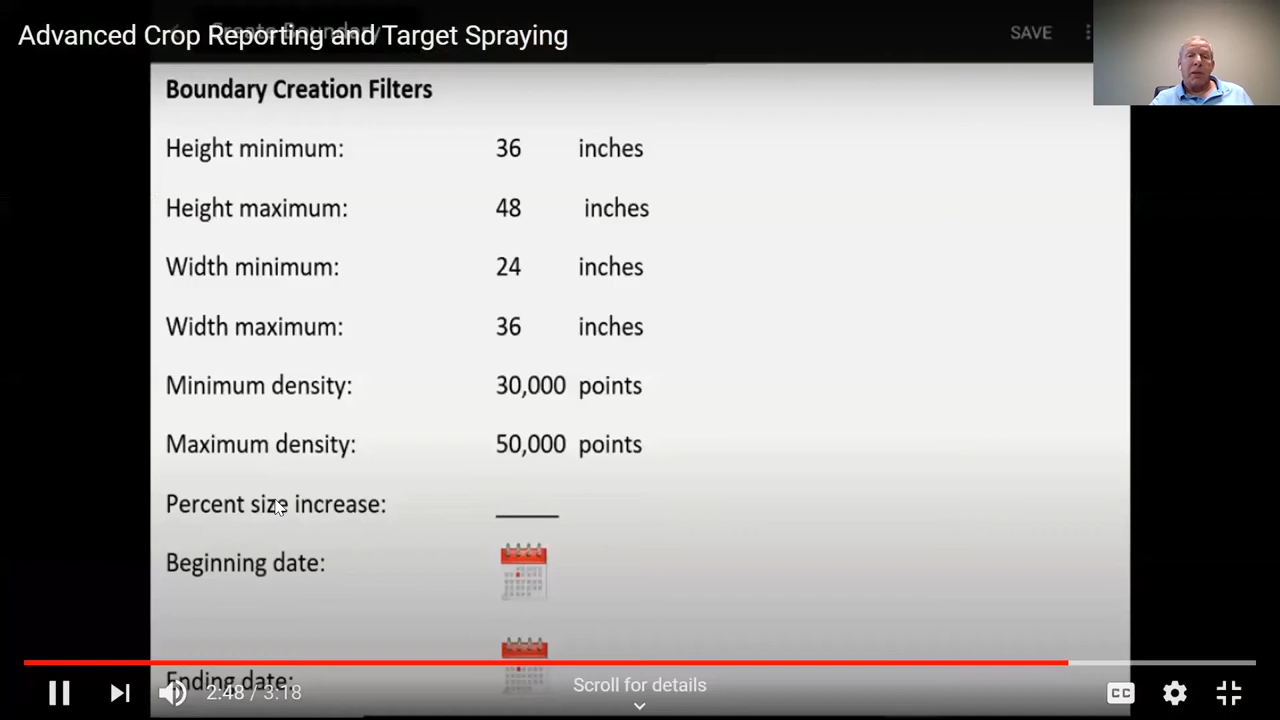 Advanced Crop Reporting and Target Spraying
SAVE
Boundary Creation Filters
Height minimum: 36 inches
Height maximum: 48 inches
Width minimum: 24 inches
Width maximum: 36 inches
Minimum density: 30,000 points
Maximum density: 50,000 points
Percent size increase: ____
Beginning date:
Ending date:
2:48 / 3:18
Scroll for details
CC